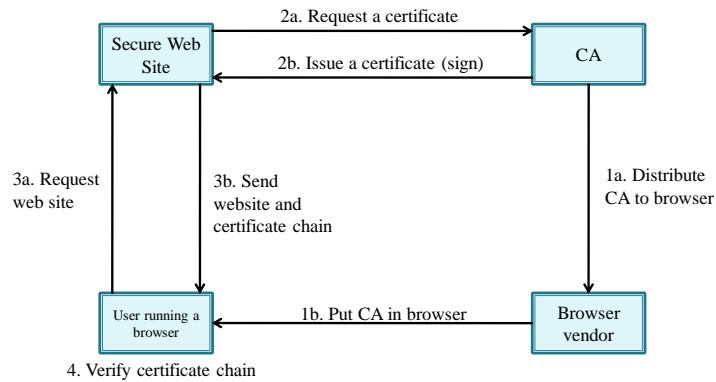 2a. Request a certificate
Secure Web
Site
CA
2b. Issue a certificate (sign)
3a. Request
web site
3b. Send
website and
certificate chain
1a. Distribute
CA to browser
User running a
browser
1b. Put CA in browser
Browser
vendor
4. Verify certificate chain